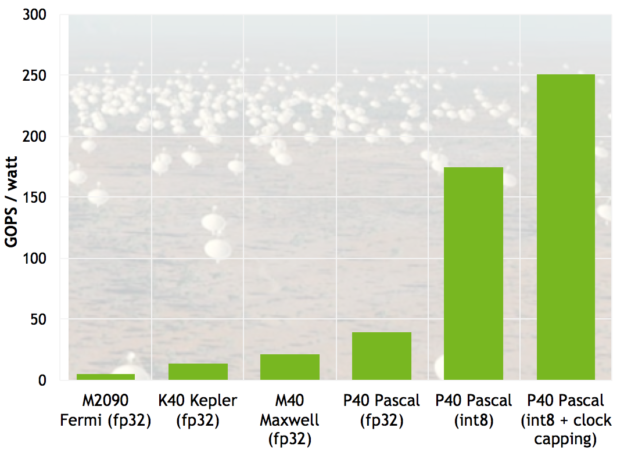 300
250
200
150
100
50
0
GOPS / watt
M2090 K40 Kepler M40 P40 Pascal P40 Pascal P40 Pascal
Fermi (fp32) (fp32) Maxwell (fp32) (int8) (int8 + clock
(fp32) capping)